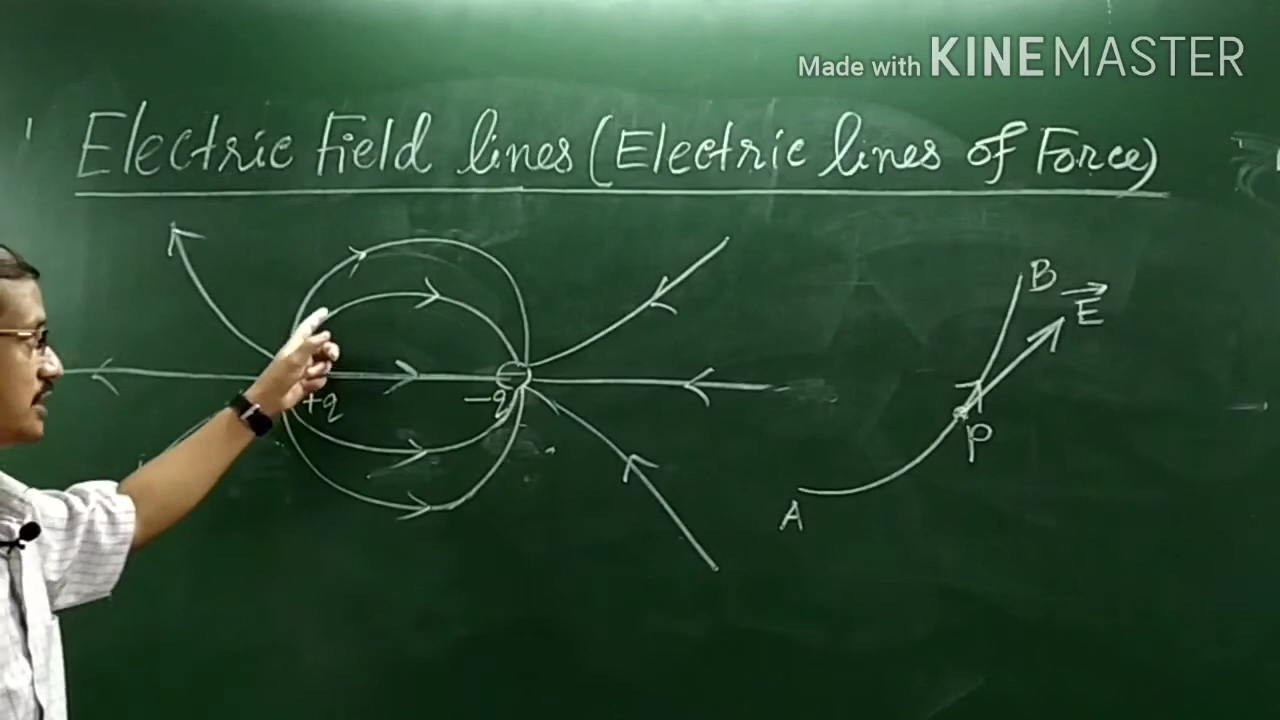 Made with KINEMASTER
Electric Field lines (Electric lines of Force)
B
E
+q
-q
P
A